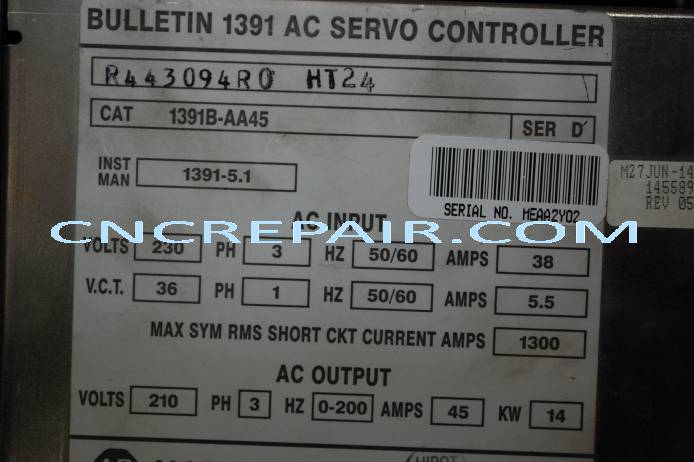 BULLETIN 1391 AC SERVO CONTROLLER
R443094R0 HT24
CAT 1391B-AA45 SER D
INST MAN 1391-5.1
SERIAL NO. MEAA2Y02
M27JUN-14
145589
REV 05
AC INPUT
CNCREPAIR.COM
VOLTS 230 PH 3 HZ 50/60 AMPS 38
V.C.T. 36 PH 1 HZ 50/60 AMPS 5.5
MAX SYM RMS SHORT CKT CURRENT AMPS 1300
AC OUTPUT
VOLTS 210 PH 3 HZ 0-200 AMPS 45 KW 14